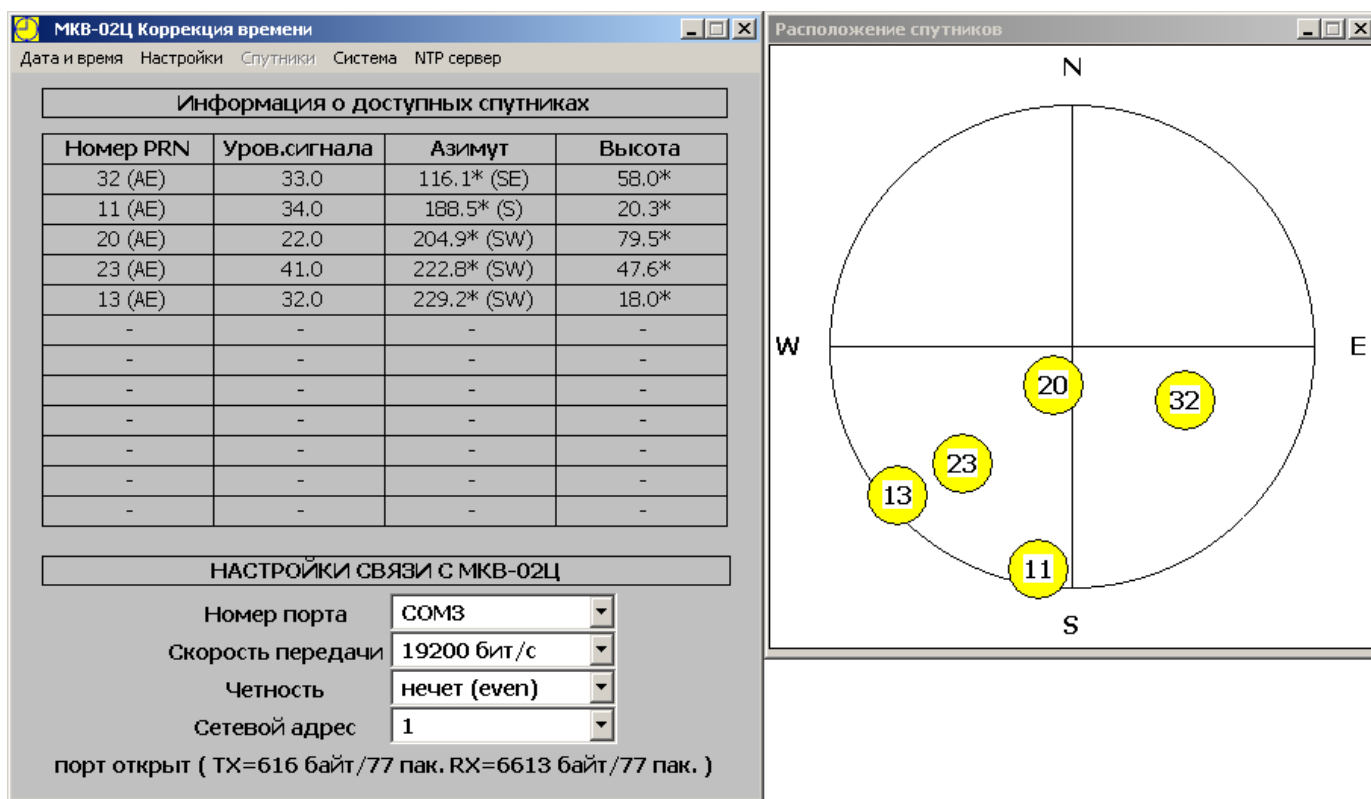 МКВ-02Ц Коррекция времени
Дата и время Настройки Спутники Система NTP сервер
Информация о доступных спутниках
Номер PRN Уров.сигнала Азимут Высота
32 (AE) 33.0 116.1* (SE) 58.0*
11 (AE) 34.0 188.5* (S) 20.3*
20 (AE) 22.0 204.9* (SW) 79.5*
23 (AE) 41.0 222.8* (SW) 47.6*
13 (AE) 32.0 229.2* (SW) 18.0*
- - - -
- - - -
- - - -
- - - -
- - - -
- - - -
- - - -
НАСТРОЙКИ СВЯЗИ С МКВ-02Ц
Номер порта COM3
Скорость передачи 19200 бит/с
Четность нечет (even)
Сетевой адрес 1
порт открыт ( TX=616 байт/77 пак. RX=6613 байт/77 пак. )
Расположение спутников
N
W E
20
32
23
13
11
S